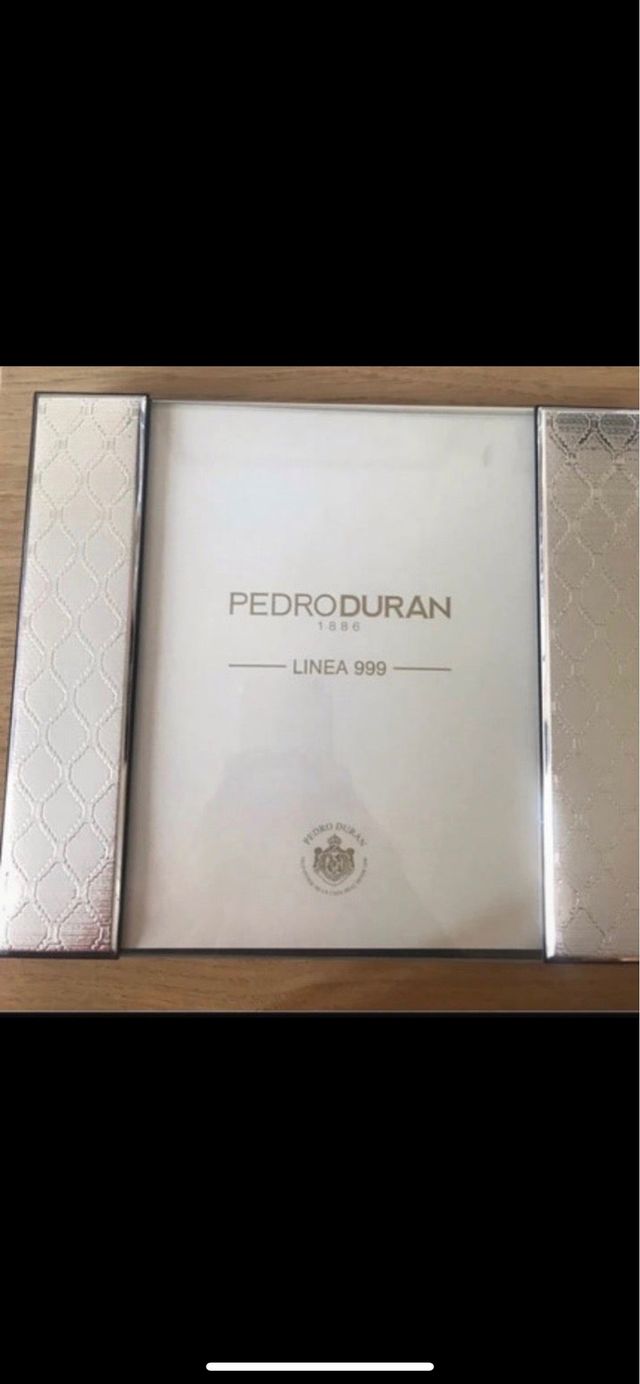 PEDRODURAN
1886
LINEA 999
PEDRO DURAN